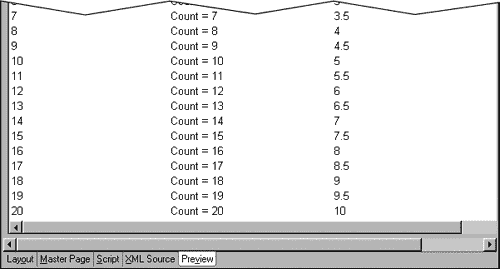 7 Count = 7 3.5
8 Count = 8 4
9 Count = 9 4.5
10 Count = 10 5
11 Count = 11 5.5
12 Count = 12 6
13 Count = 13 6.5
14 Count = 14 7
15 Count = 15 7.5
16 Count = 16 8
17 Count = 17 8.5
18 Count = 18 9
19 Count = 19 9.5
20 Count = 20 10
Layout Master Page Script XML Source Preview